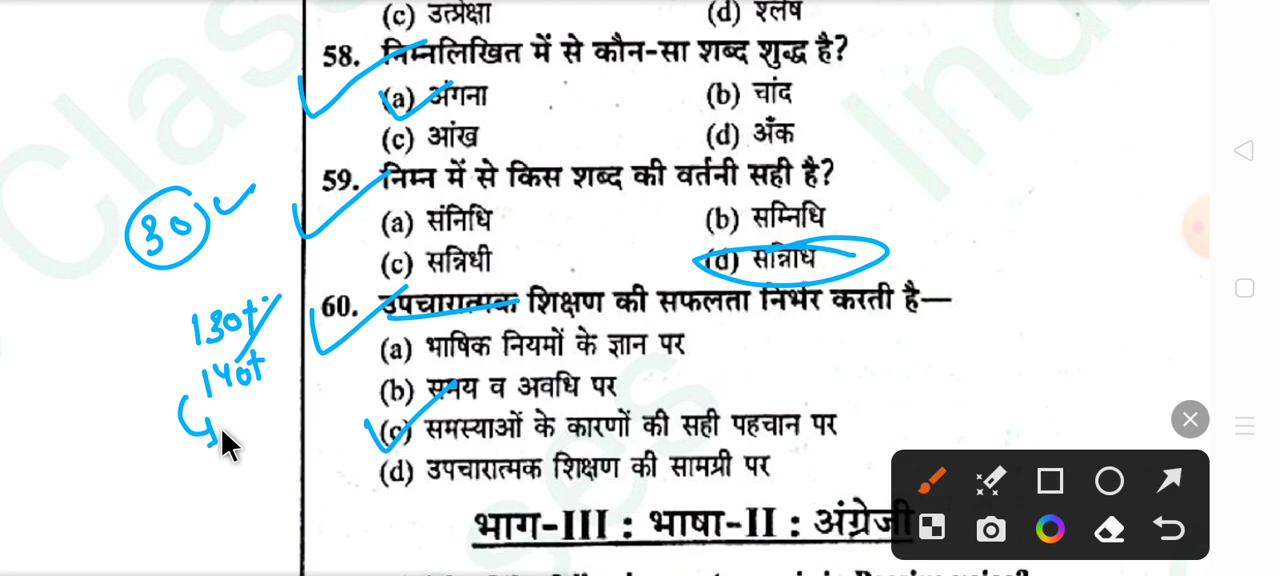 (c) उत्प्रेक्षा (d) श्लेष
58. निम्नलिखित में से कौन-सा शब्द शुद्ध है?
(a) अंगना (b) चांद
(c) आंख (d) अँक
59. निम्न में से किस शब्द की वर्तनी सही है?
(a) संनिधि (b) सम्निधि
(c) सन्निधी (d) सन्निधि
30
60. उपचारात्मक शिक्षण की सफलता निर्भर करती है—
130+
(a) भाषिक नियमों के ज्ञान पर
140+
(b) समय व अवधि पर
(c) समस्याओं के कारणों की सही पहचान पर
(d) उपचारात्मक शिक्षण की सामग्री पर
भाग-III : भाषा-II : अंग्रेजी